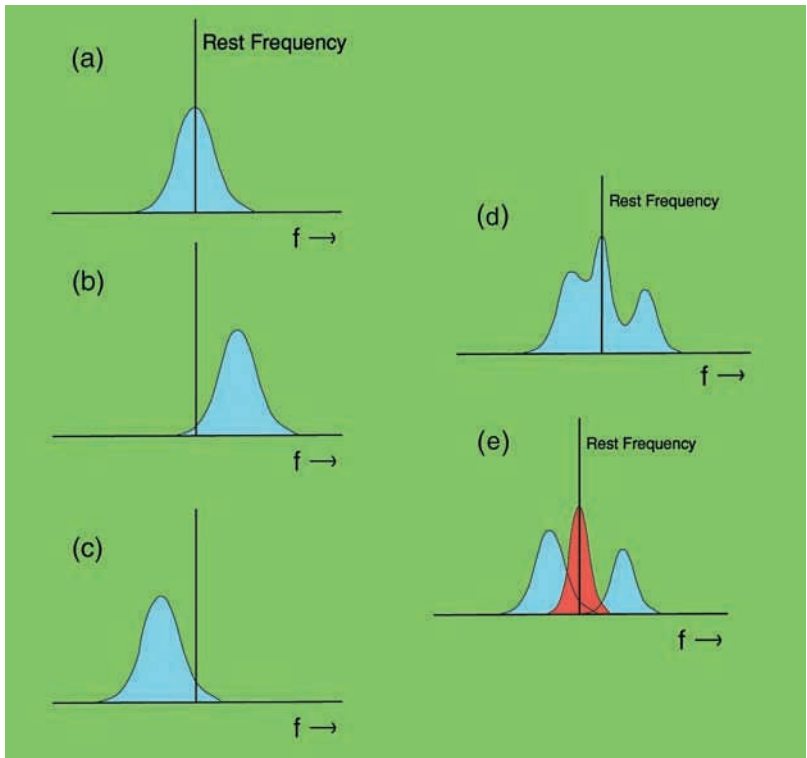 (a)
Rest Frequency
f →
(b)
f →
(c)
f →
(d)
Rest Frequency
f →
(e)
Rest Frequency
f →